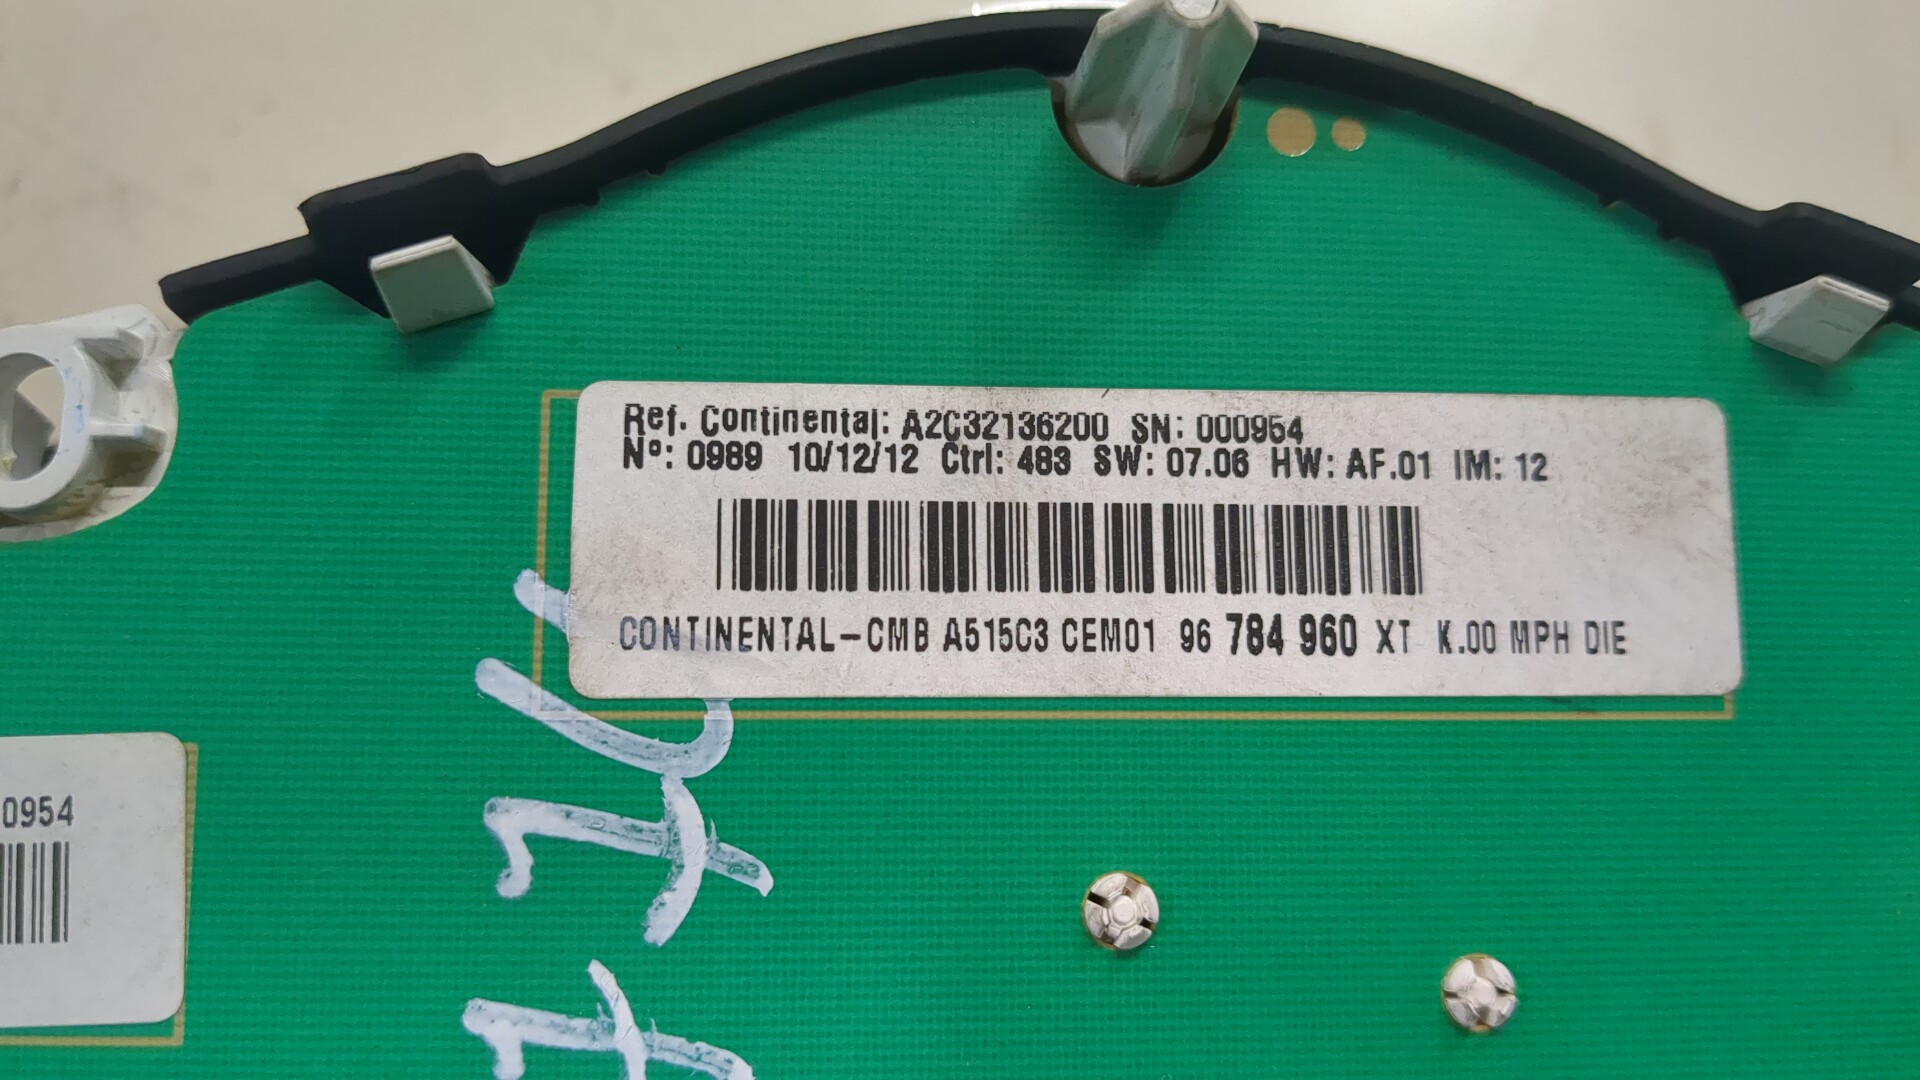 Ref. Continental: A2C32136200 SN: 000954
Nº: 0989 10/12/12 Ctrl: 483 SW: 07.06 HW: AF.01 IM: 12
CONTINENTAL-CMB A515C3 CEM01 96 784 960 XT K.00 MPH DIE
0954